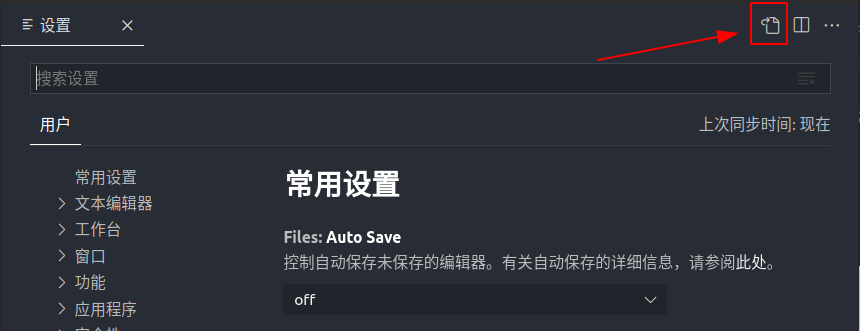 设置
搜索设置
用户
上次同步时间: 现在
常用设置
文本编辑器
工作台
窗口
功能
应用程序
安全性
常用设置
Files: Auto Save
控制自动保存未保存的编辑器。有关自动保存的详细信息，请参阅此处。
off